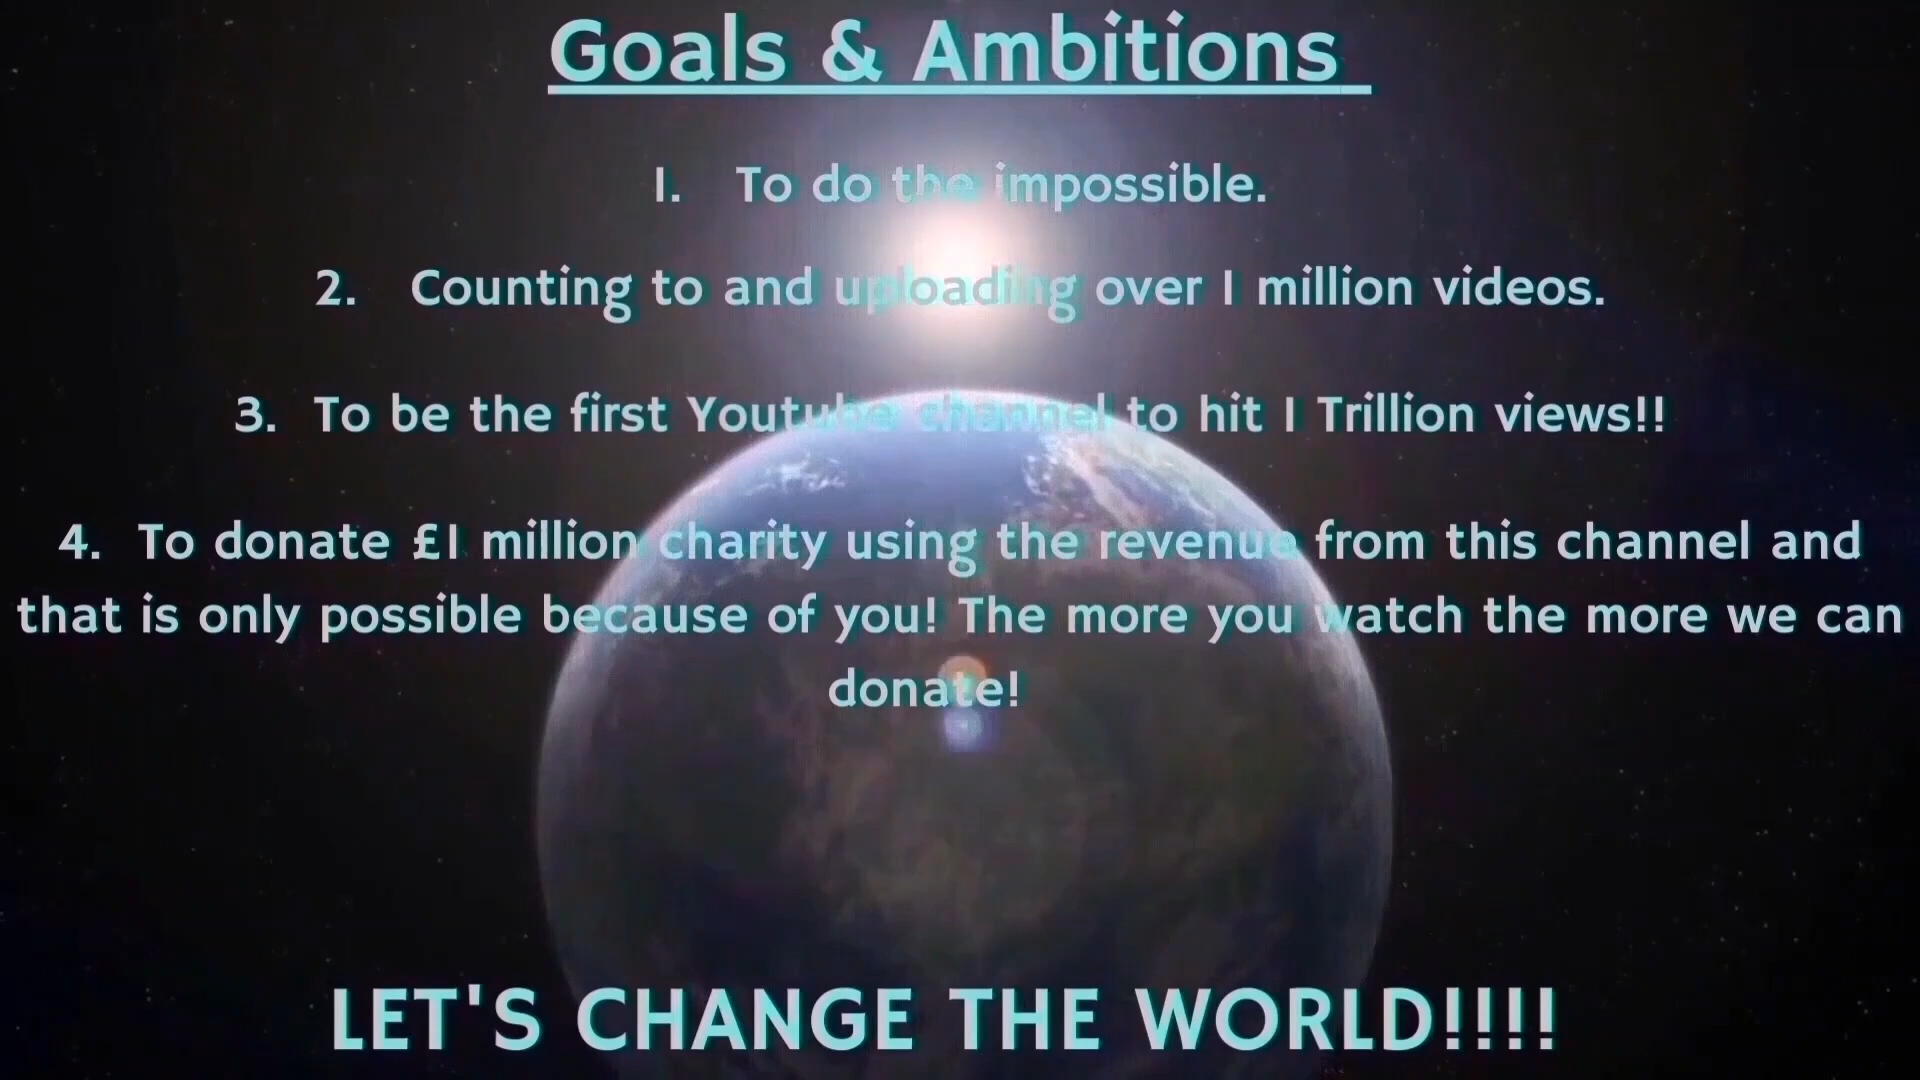 Goals & Ambitions
1. To do the impossible.
2. Counting to and uploading over 1 million videos.
3. To be the first Youtube channel to hit 1 Trillion views!!
4. To donate £1 million charity using the revenue from this channel and
that is only possible because of you! The more you watch the more we can
donate!
LET'S CHANGE THE WORLD!!!!